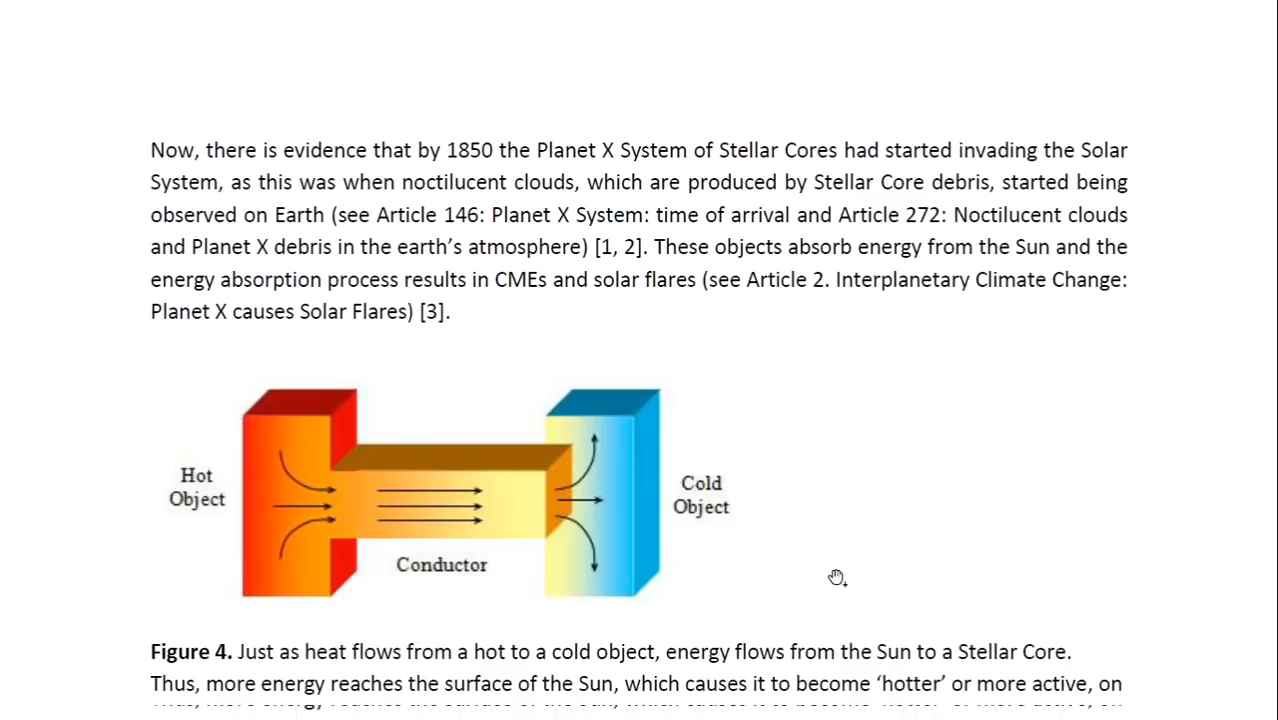 Now, there is evidence that by 1850 the Planet X System of Stellar Cores had started invading the Solar
System, as this was when noctilucent clouds, which are produced by Stellar Core debris, started being
observed on Earth (see Article 146: Planet X System: time of arrival and Article 272: Noctilucent clouds
and Planet X debris in the earth's atmosphere) [1, 2]. These objects absorb energy from the Sun and the
energy absorption process results in CMEs and solar flares (see Article 2. Interplanetary Climate Change:
Planet X causes Solar Flares) [3].
Hot
Object
Conductor
Cold
Object
Figure 4. Just as heat flows from a hot to a cold object, energy flows from the Sun to a Stellar Core.
Thus, more energy reaches the surface of the Sun, which causes it to become 'hotter' or more active, on